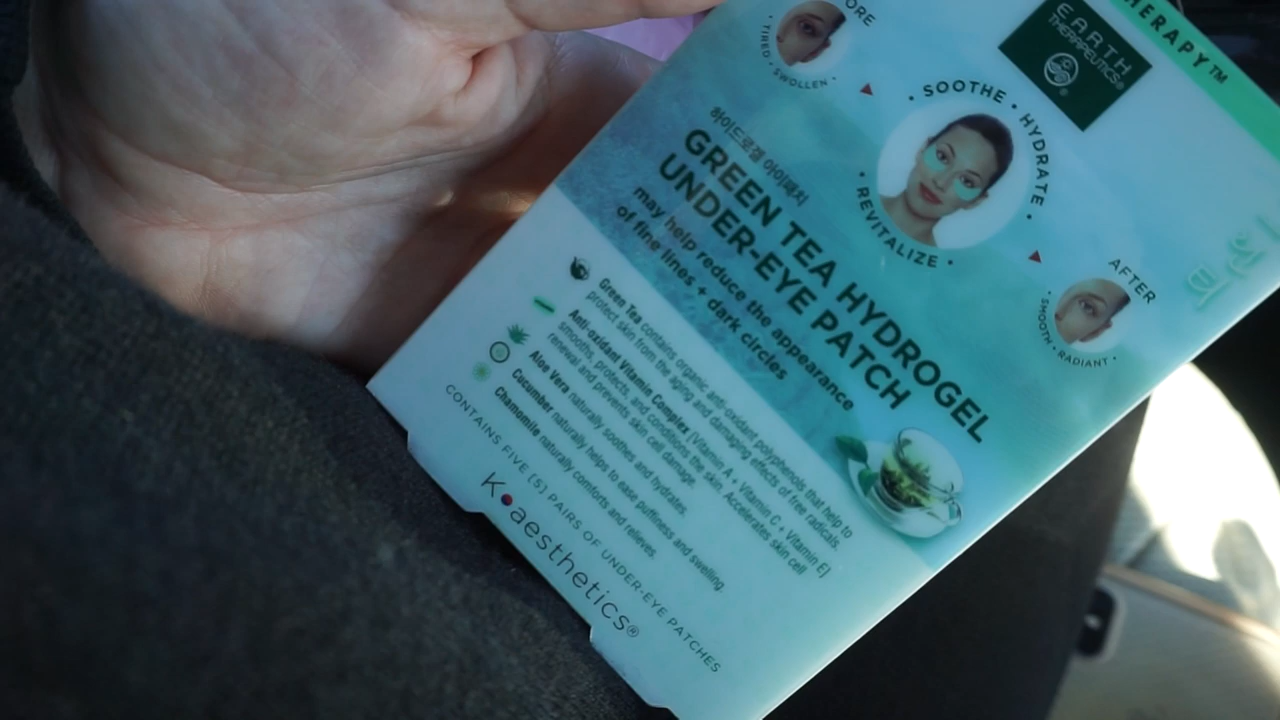 HERAPY™
EARTH
THERAPEUTICS®
ORE
TIRED • SWOLLEN •
• SOOTHE • HYDRATE •
• REVITALIZE •
AFTER
• SMOOTH • RADIANT •
하이드로겔 아이패치
GREEN TEA HYDROGEL
UNDER-EYE PATCH
may help reduce the appearance
of fine lines + dark circles
Green Tea contains organic anti-oxidant polyphenols that help to
protect skin from the aging and damaging effects of free radicals.
Anti-oxidant Vitamin Complex (Vitamin A + Vitamin C + Vitamin E)
smooths, protects, and conditions the skin. Accelerates skin cell
renewal and prevents skin cell damage.
Aloe Vera naturally soothes and hydrates.
Cucumber naturally helps to ease puffiness and swelling.
Chamomile naturally comforts and relieves.
CONTAINS FIVE [5] PAIRS OF UNDER-EYE PATCHES
K•aesthetics®